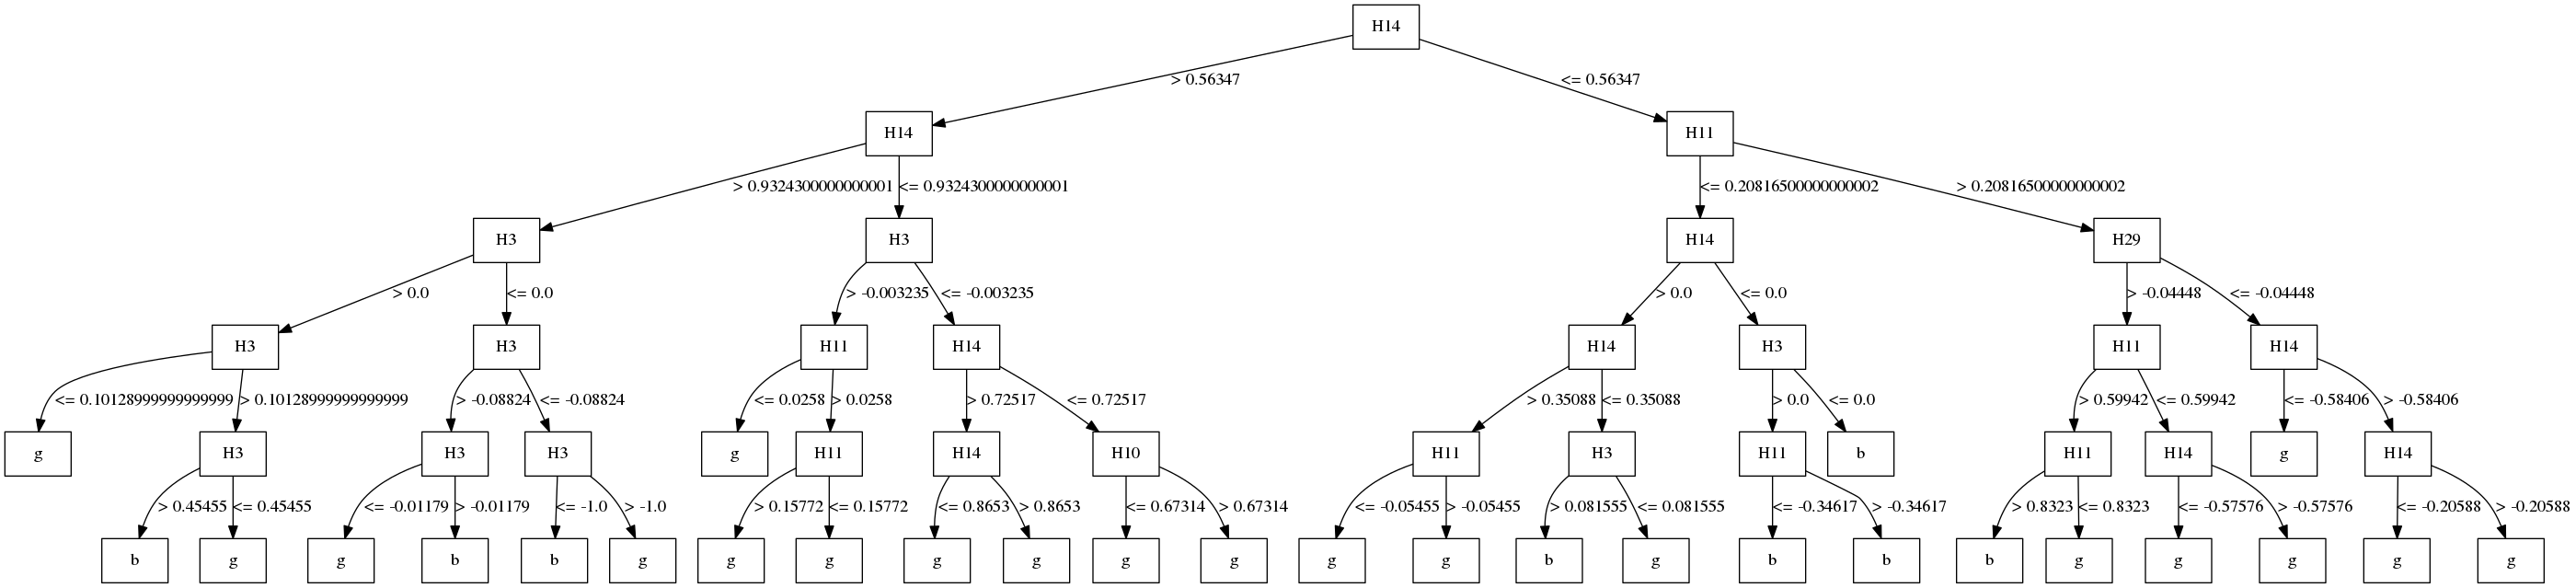 H14
> 0.56347
<= 0.56347
H14
H11
> 0.9324300000000001
<= 0.9324300000000001
<= 0.20816500000000002
> 0.20816500000000002
H3
H3
H14
H29
> 0.0
<= 0.0
> -0.003235
<= -0.003235
> 0.0
<= 0.0
> -0.04448
<= -0.04448
H3
H3
H11
H14
H14
H3
H11
H14
<= 0.10128999999999999
> 0.10128999999999999
> -0.08824
<= -0.08824
<= 0.0258
> 0.0258
> 0.72517
<= 0.72517
> 0.35088
<= 0.35088
> 0.0
<= 0.0
> 0.59942
<= 0.59942
<= -0.58406
> -0.58406
g
H3
H3
H3
g
H11
H14
H10
H11
H3
H11
b
H11
H14
g
H14
> 0.45455
<= 0.45455
<= -0.01179
> -0.01179
<= -1.0
> -1.0
> 0.15772
<= 0.15772
<= 0.8653
> 0.8653
<= 0.67314
> 0.67314
<= -0.05455
> -0.05455
> 0.081555
<= 0.081555
<= -0.34617
> -0.34617
> 0.8323
<= 0.8323
<= -0.57576
> -0.57576
<= -0.20588
> -0.20588
b
g
g
b
b
g
g
g
g
g
g
g
g
g
b
g
b
b
b
g
g
g
g
g